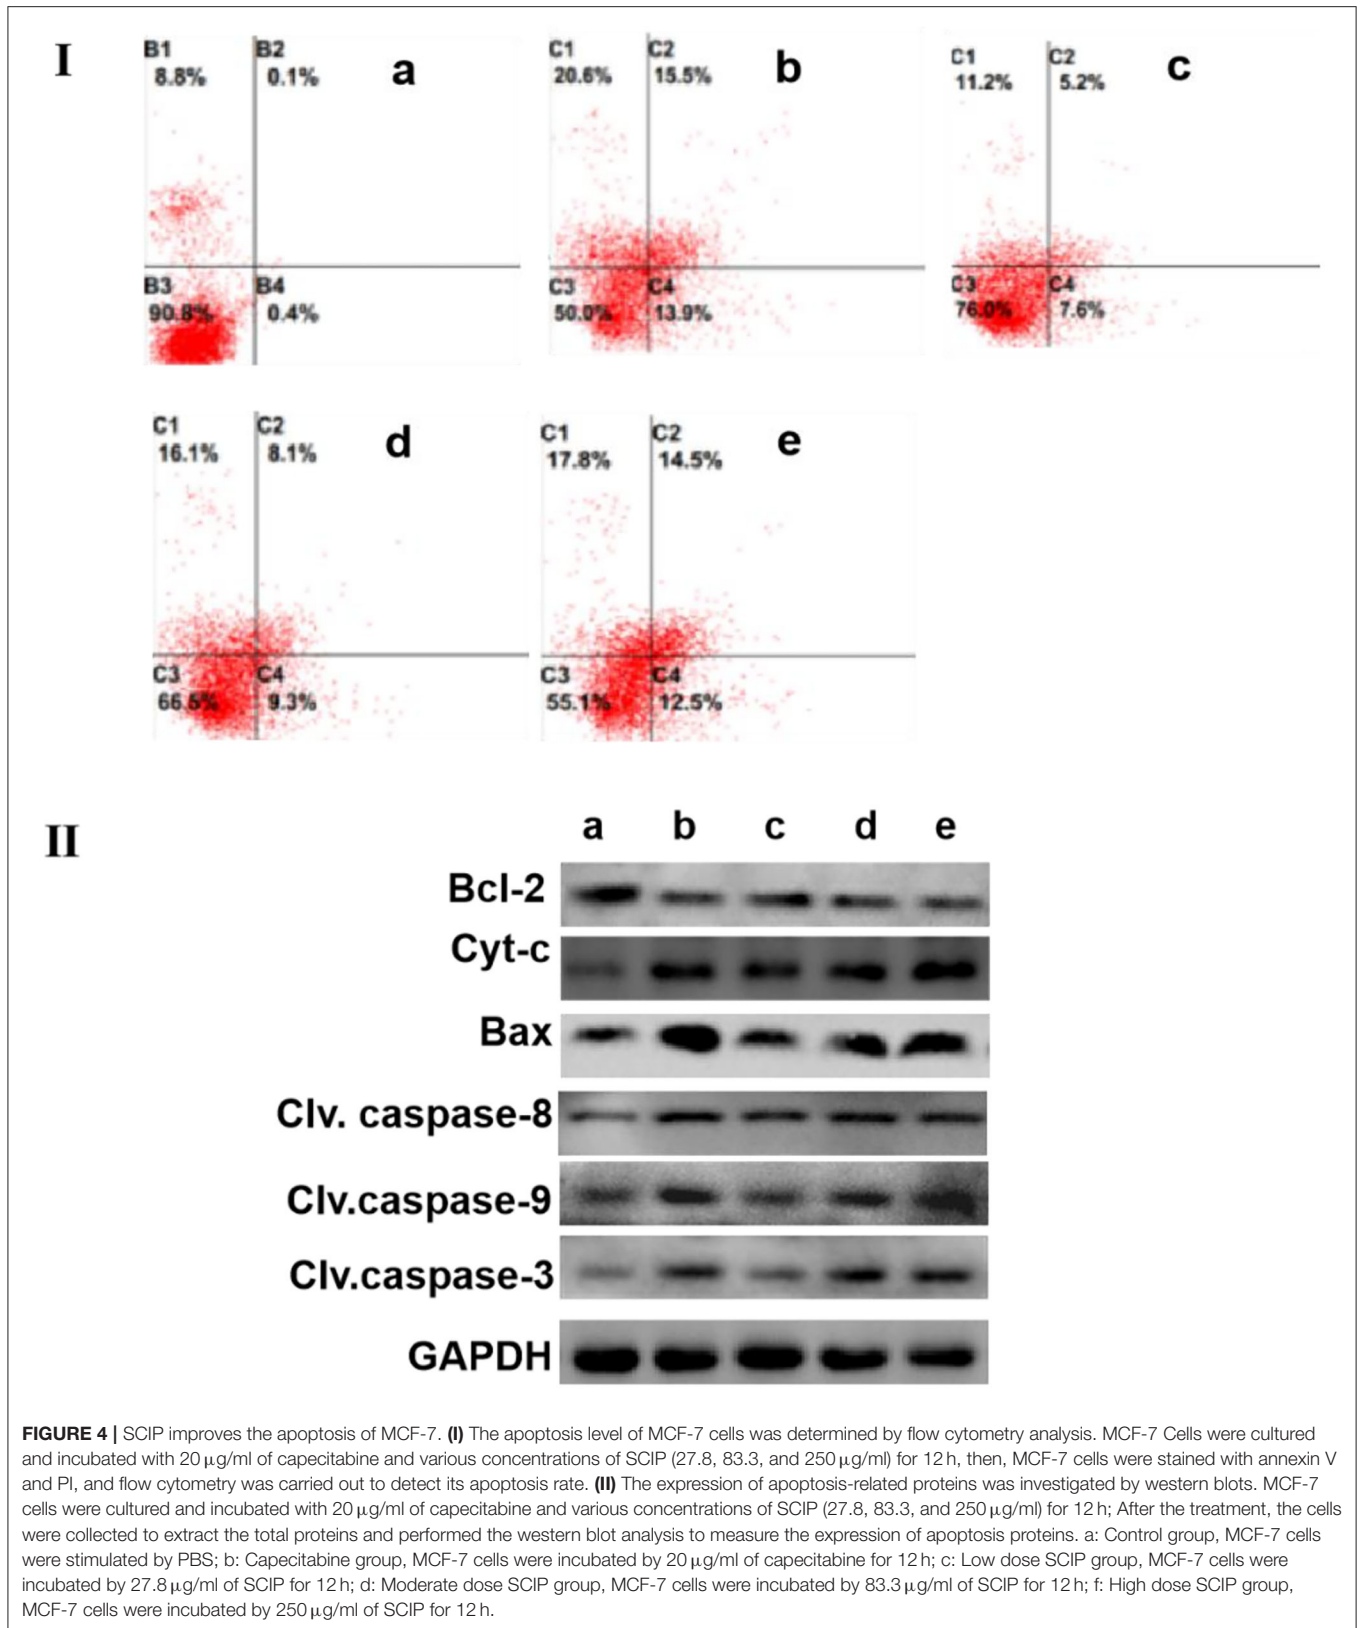 I
B1
8.8%
B2
0.1%
a
B3
90.8%
B4
0.4%
C1
20.6%
C2
15.5%
b
C3
50.0%
C4
13.9%
C1
11.2%
C2
5.2%
c
C3
76.0%
C4
7.6%
C1
16.1%
C2
8.1%
d
C3
66.5%
C4
9.3%
C1
17.8%
C2
14.5%
e
C3
55.1%
C4
12.5%
II
a b c d e
Bcl-2
Cyt-c
Bax
Clv. caspase-8
Clv.caspase-9
Clv.caspase-3
GAPDH
FIGURE 4 | SCIP improves the apoptosis of MCF-7. (I) The apoptosis level of MCF-7 cells was determined by flow cytometry analysis. MCF-7 Cells were cultured
and incubated with 20 μg/ml of capecitabine and various concentrations of SCIP (27.8, 83.3, and 250 μg/ml) for 12 h, then, MCF-7 cells were stained with annexin V
and PI, and flow cytometry was carried out to detect its apoptosis rate. (II) The expression of apoptosis-related proteins was investigated by western blots. MCF-7
cells were cultured and incubated with 20 μg/ml of capecitabine and various concentrations of SCIP (27.8, 83.3, and 250 μg/ml) for 12 h; After the treatment, the cells
were collected to extract the total proteins and performed the western blot analysis to measure the expression of apoptosis proteins. a: Control group, MCF-7 cells
were stimulated by PBS; b: Capecitabine group, MCF-7 cells were incubated by 20 μg/ml of capecitabine for 12 h; c: Low dose SCIP group, MCF-7 cells were
incubated by 27.8 μg/ml of SCIP for 12 h; d: Moderate dose SCIP group, MCF-7 cells were incubated by 83.3 μg/ml of SCIP for 12 h; f: High dose SCIP group,
MCF-7 cells were incubated by 250 μg/ml of SCIP for 12 h.